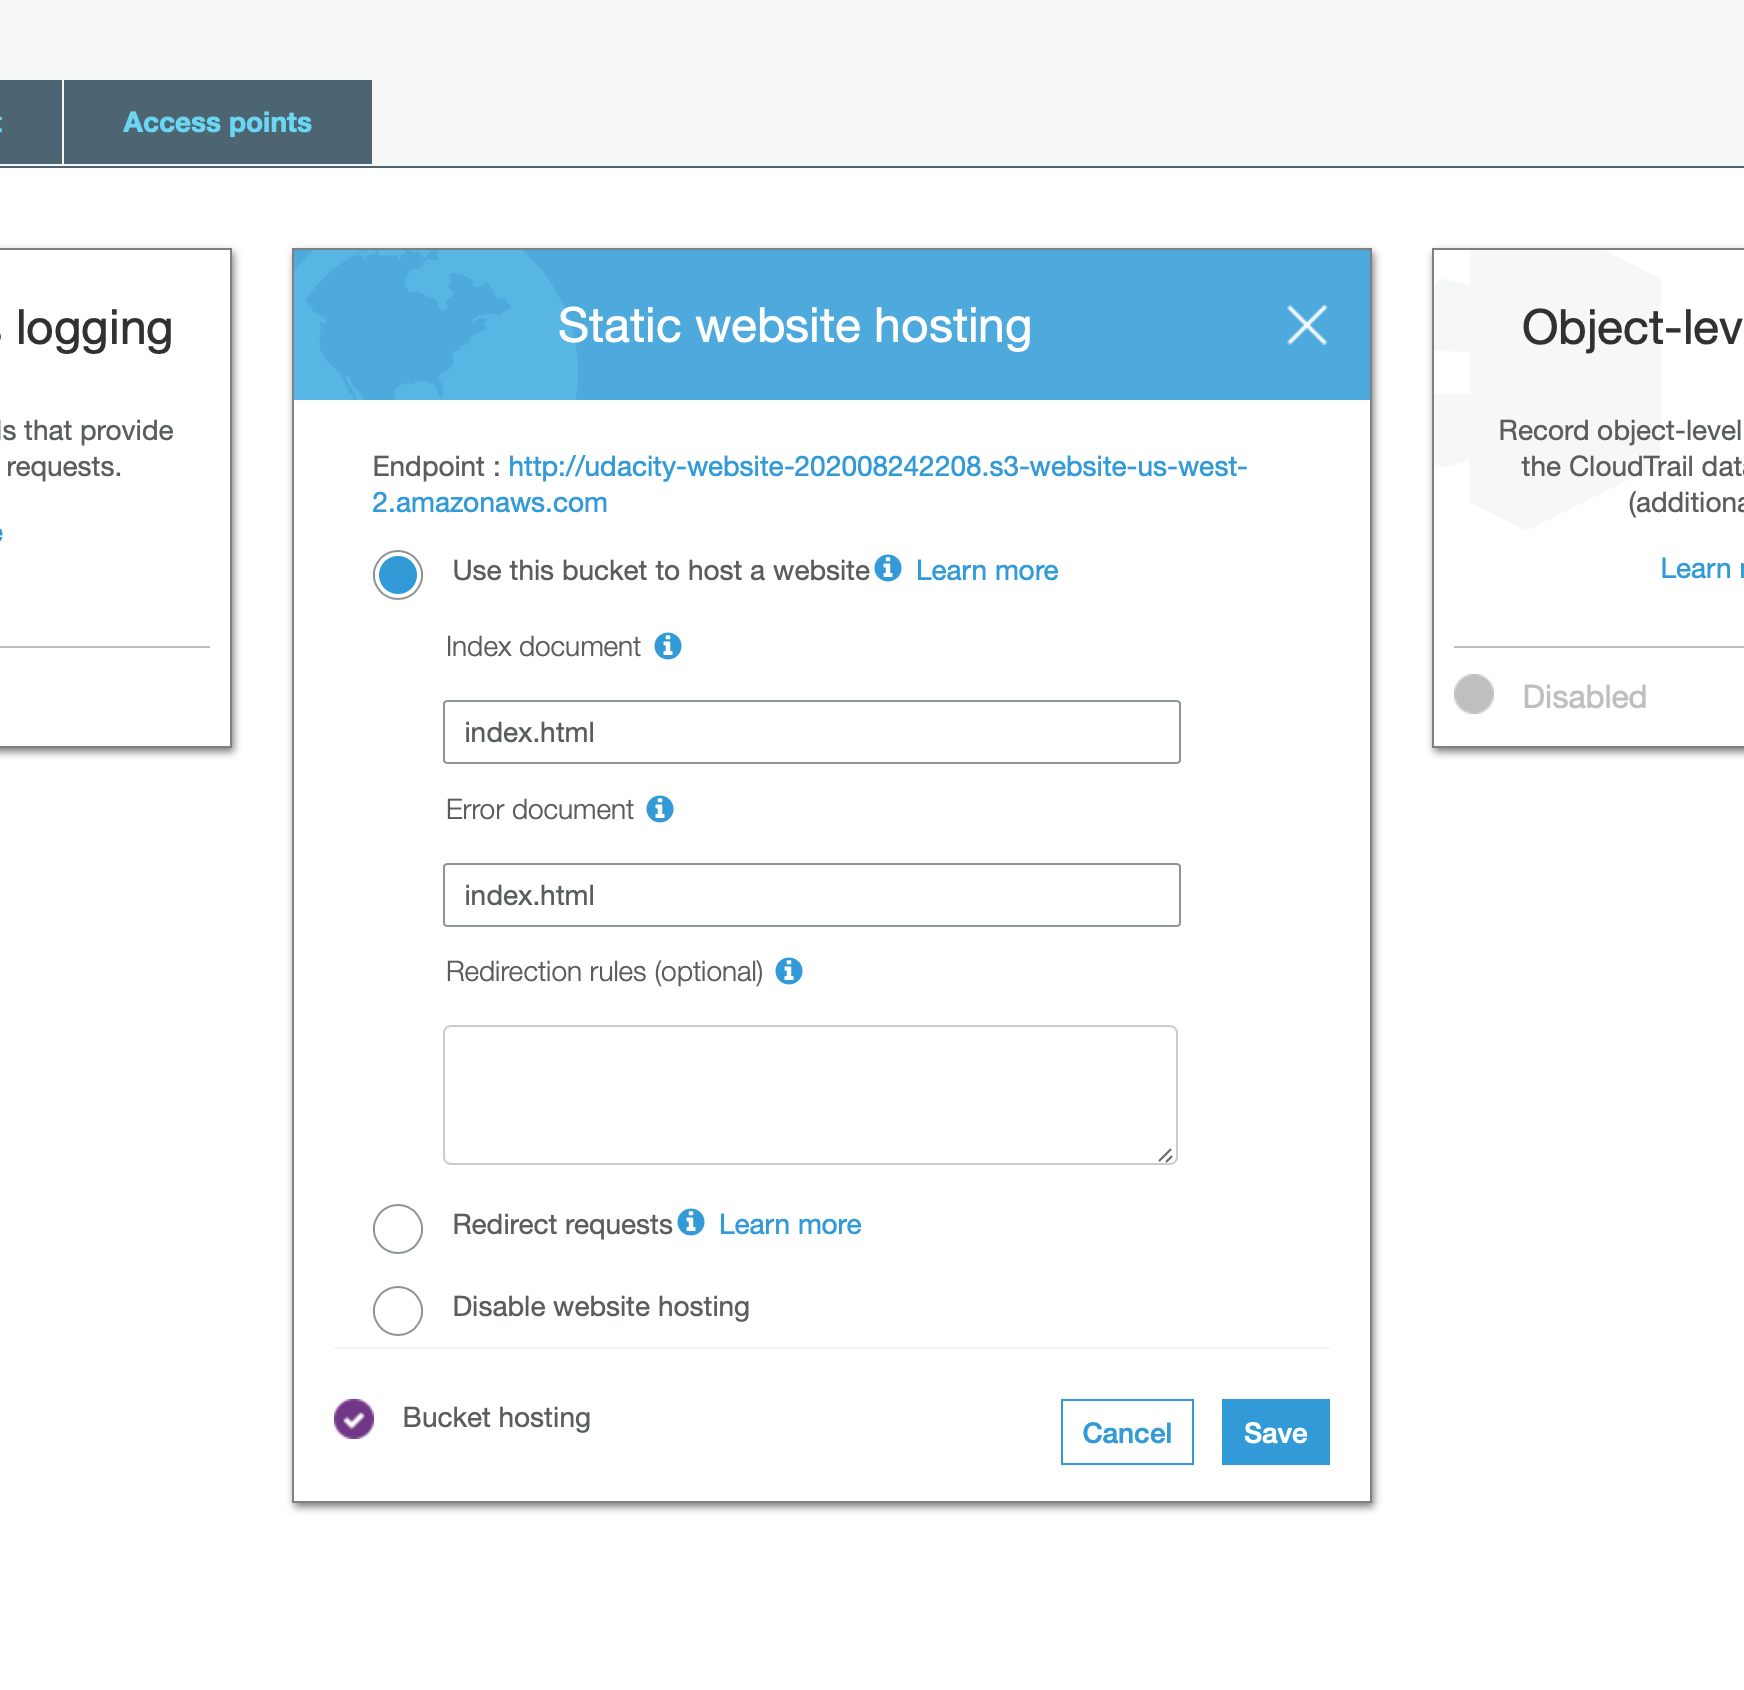 Access points
logging
that provide
requests.
Static website hosting
Endpoint : http://udacity-website-202008242208.s3-website-us-west-
2.amazonaws.com
Use this bucket to host a website Learn more
Index document
index.html
Error document
index.html
Redirection rules (optional)
Redirect requests Learn more
Disable website hosting
Bucket hosting
Cancel
Save
Object-lev
Record object-level
the CloudTrail data
(additiona
Learn
Disabled